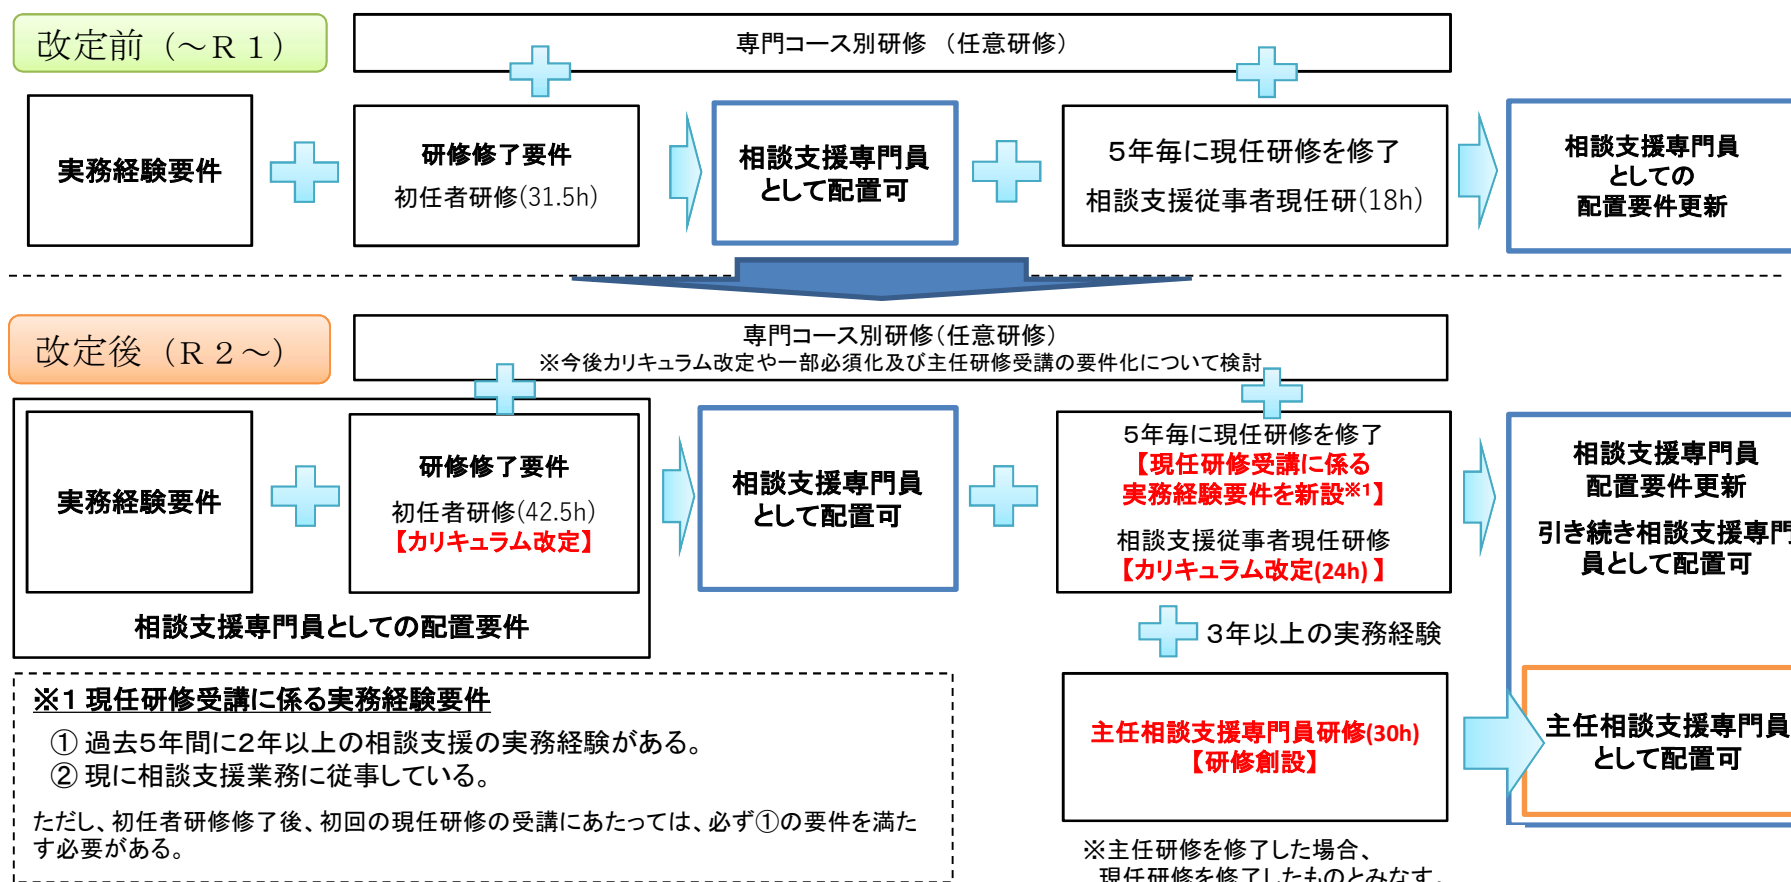 改定前（～Ｒ１）
専門コース別研修 （任意研修）
実務経験要件
研修修了要件
初任者研修(31.5h)
相談支援専門員
として配置可
５年毎に現任研修を修了
相談支援従事者現任研(18h)
相談支援専門員
としての
配置要件更新
改定後（Ｒ２～）
専門コース別研修（任意研修）
※今後カリキュラム改定や一部必須化及び主任研修受講の要件化について検討
実務経験要件
研修修了要件
初任者研修(42.5h)
【カリキュラム改定】
相談支援専門員としての配置要件
相談支援専門員
として配置可
５年毎に現任研修を修了
【現任研修受講に係る
実務経験要件を新設※1】
相談支援従事者現任研修
【カリキュラム改定(24h) 】
相談支援専門員
配置要件更新
引き続き相談支援専門
員として配置可
３年以上の実務経験
主任相談支援専門員研修(30h)
【研修創設】
主任相談支援専門員
として配置可
※主任研修を修了した場合、
現任研修を修了したものとみなす。
※１ 現任研修受講に係る実務経験要件
① 過去５年間に２年以上の相談支援の実務経験がある。
② 現に相談支援業務に従事している。
ただし、初任者研修修了後、初回の現任研修の受講にあたっては、必ず①の要件を満た
す必要がある。